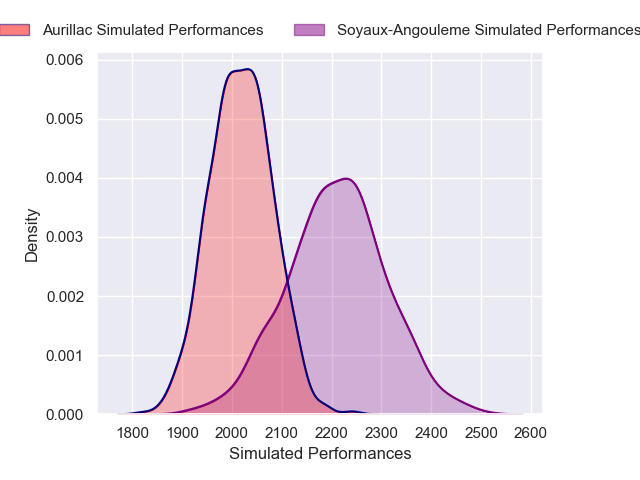 Aurillac Simulated Performances
Soyaux-Angouleme Simulated Performances
0.006
0.005
0.004
0.003
0.002
0.001
0.000
Density
1800 1900 2000 2100 2200 2300 2400 2500 2600
Simulated Performances